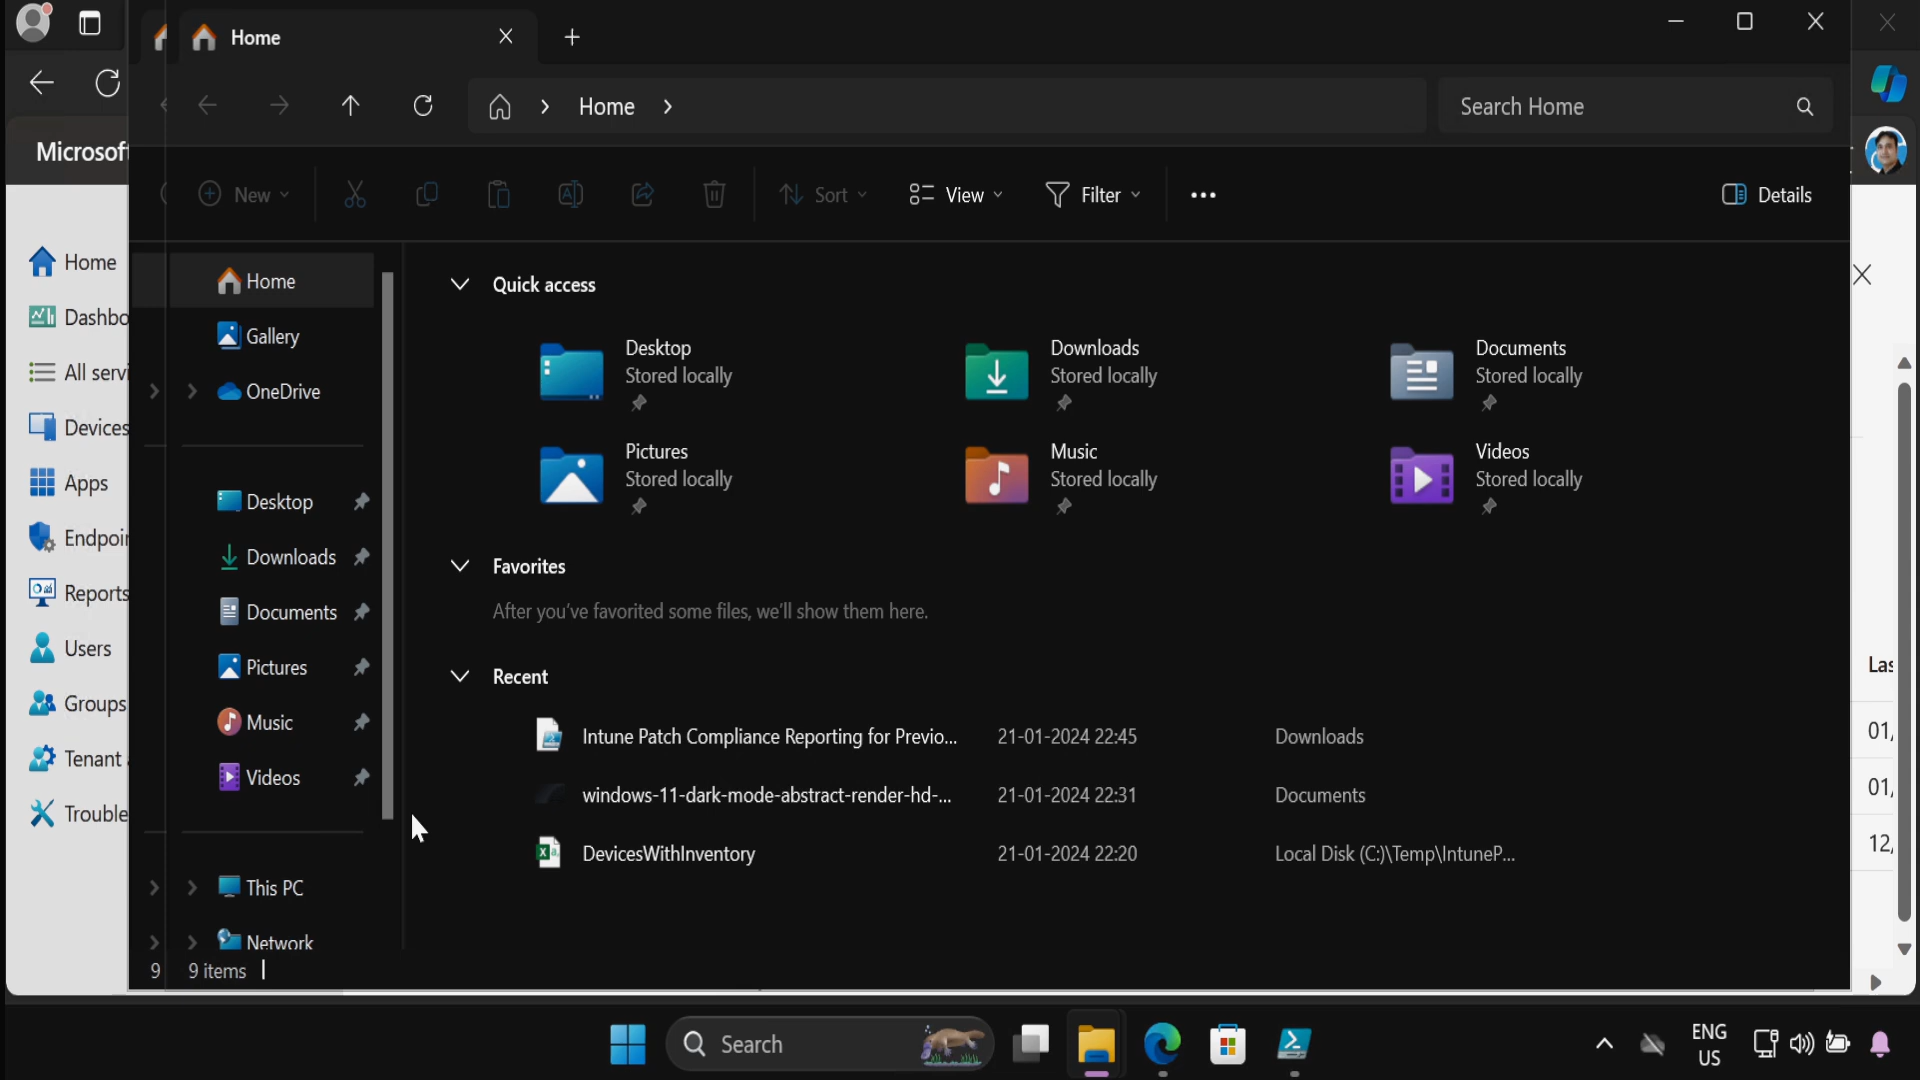 Home
Home
Search Home
Microsof
New
Sort
View
Filter
Details
Home
Dashbo
All servi
Devices
Apps
Endpoi
Reports
Users
Groups
Tenant
Trouble
Home
Gallery
OneDrive
Desktop
Downloads
Documents
Pictures
Music
Videos
This PC
Network
9
9 items
Quick access
Desktop
Stored locally
Downloads
Stored locally
Documents
Stored locally
Pictures
Stored locally
Music
Stored locally
Videos
Stored locally
Favorites
After you've favorited some files, we'll show them here.
Recent
Intune Patch Compliance Reporting for Previo... 21-01-2024 22:45 Downloads
windows-11-dark-mode-abstract-render-hd-... 21-01-2024 22:31 Documents
DevicesWithInventory 21-01-2024 22:20 Local Disk (C:)\Temp\IntuneP...
Las
01,
01,
12,
Search
ENG
US